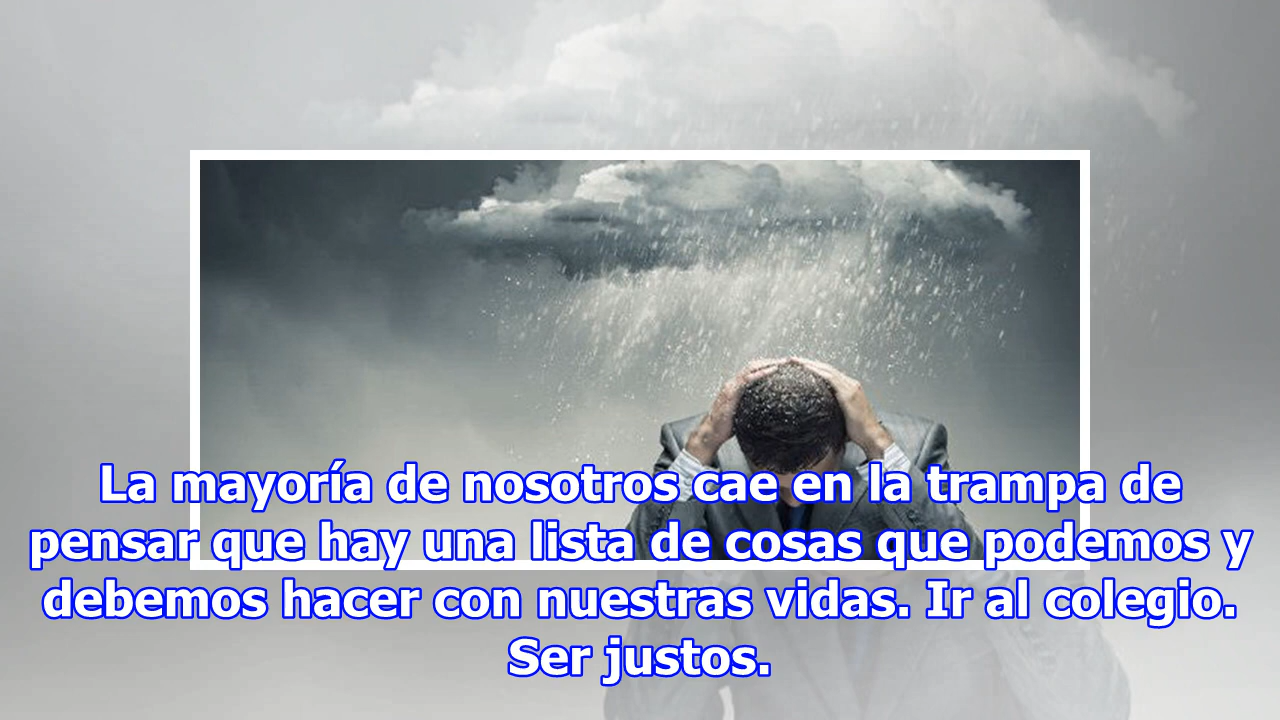 La mayoría de nosotros cae en la trampa de
pensar que hay una lista de cosas que podemos y
debemos hacer con nuestras vidas. Ir al colegio.
Ser justos.